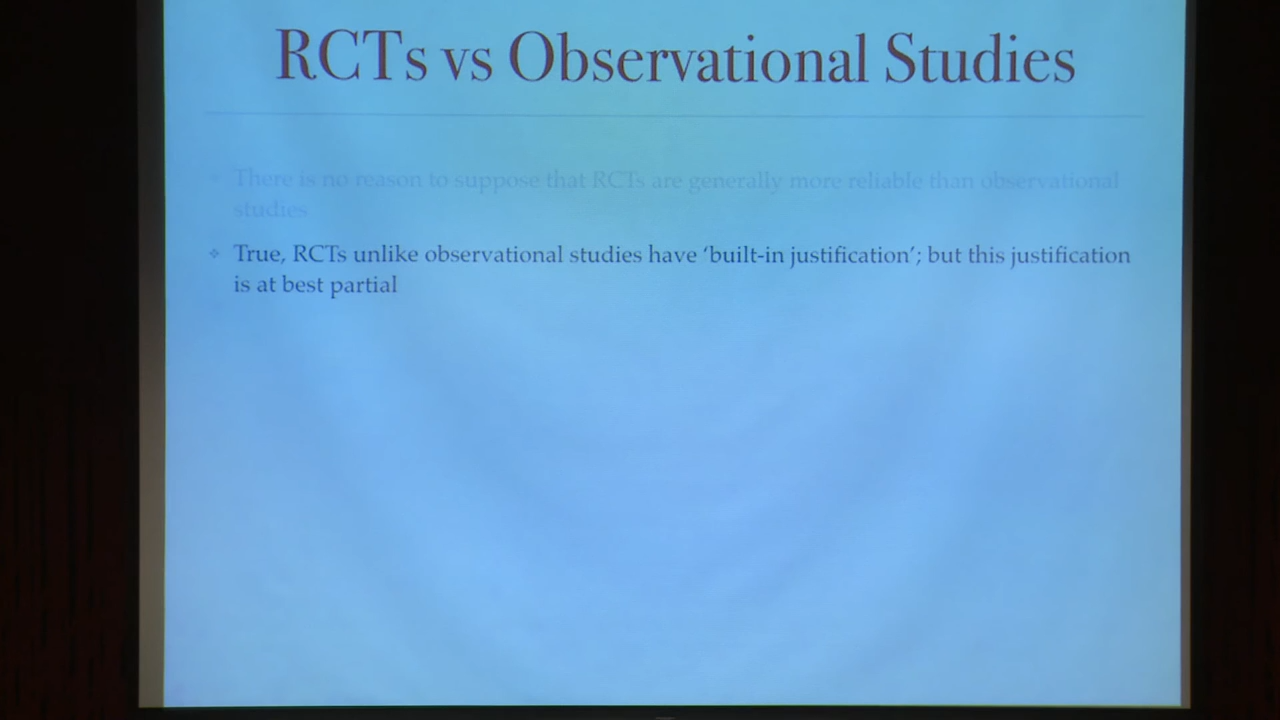 RCTs vs Observational Studies
There is no reason to suppose that RCTs are generally more reliable than observational
studies
True, RCTs unlike observational studies have ‘built-in justification’; but this justification
is at best partial